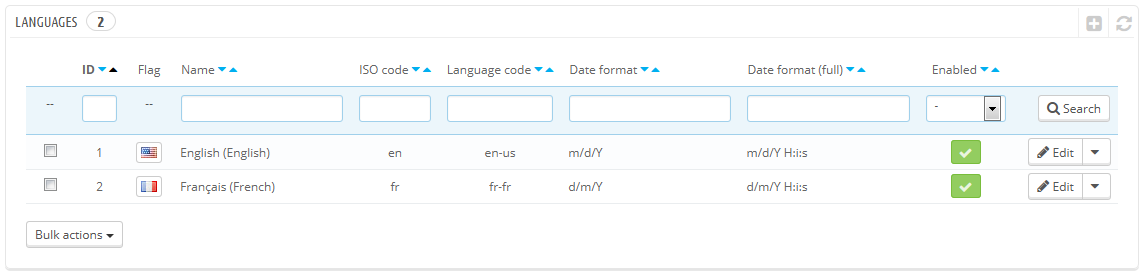 LANGUAGES 2
ID Flag Name ISO code Language code Date format Date format (full) Enabled
-- -- - Search
1 English (English) en en-us m/d/Y m/d/Y H:i:s Edit
2 Français (French) fr fr-fr d/m/Y d/m/Y H:i:s Edit
Bulk actions